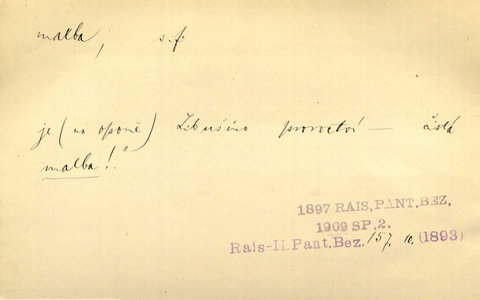 malba, s.f.
je (na oponě) Libušino proroctví — čistá
malba!"
1897 RAIS, PANT. BEZ.
1909 SP. 2.
Rais-II. Pant. Bez. 157. 10. (1893)